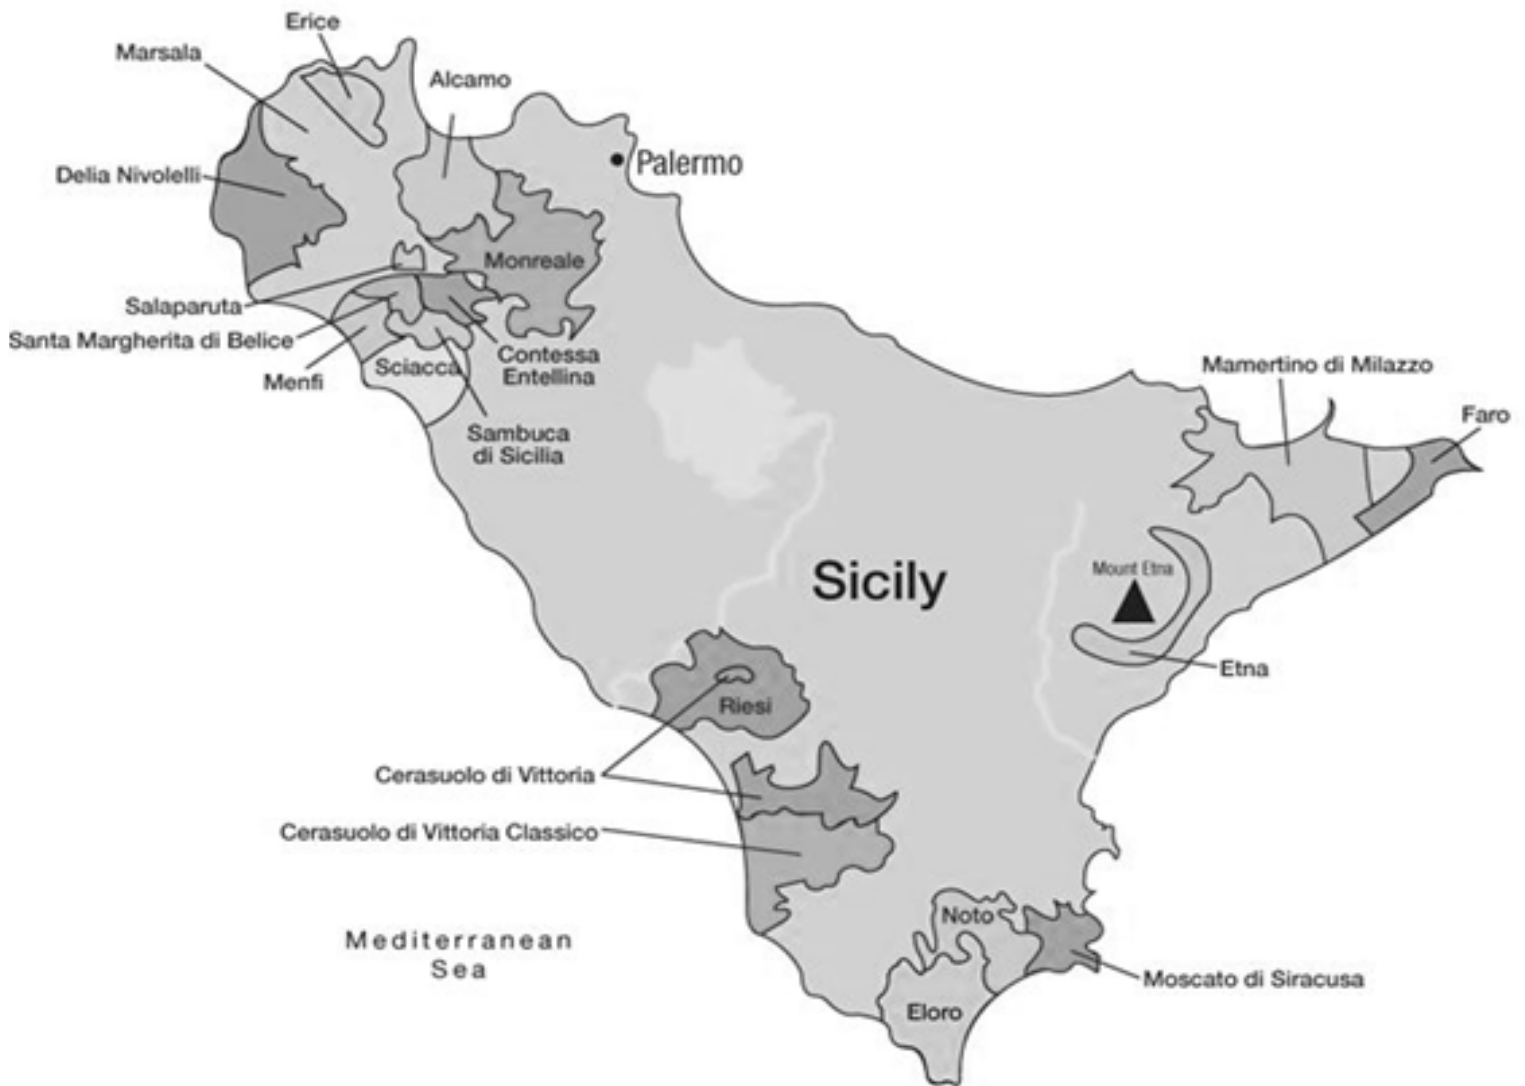 Erice
Marsala
Alcamo
Palermo
Delia Nivolelli
Monreale
Salaparuta
Santa Margherita di Belice
Menfi
Sciacca
Contessa
Entellina
Sambuca
di Sicilia
Mamertino di Milazzo
Faro
Sicily
Mount Etna
Etna
Riesi
Cerasuolo di Vittoria
Cerasuolo di Vittoria Classico
Noto
Mediterranean
Sea
Moscato di Siracusa
Eloro